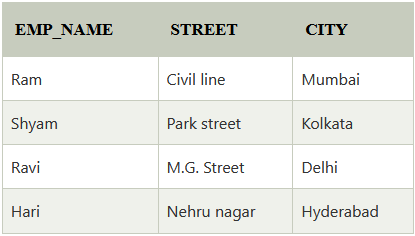 EMP_NAME STREET CITY
Ram Civil line Mumbai
Shyam Park street Kolkata
Ravi M.G. Street Delhi
Hari Nehru nagar Hyderabad